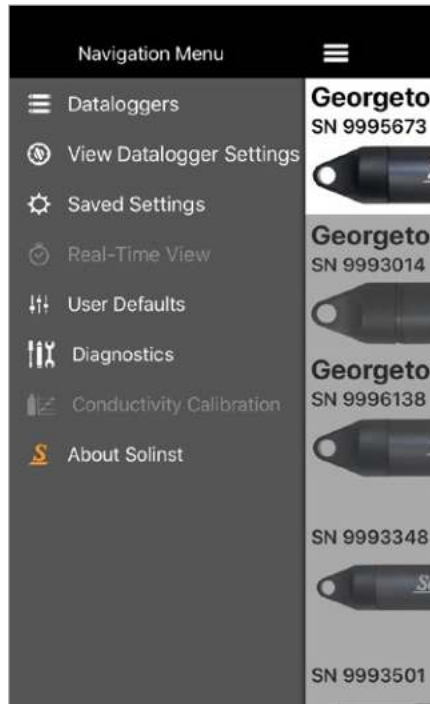 Navigation Menu
Dataloggers
View Datalogger Settings
Saved Settings
Real-Time View
User Defaults
Diagnostics
Conductivity Calibration
S
About Solinst
Georgeto
SN 9995673
Georgeto
SN 9993014
Georgeto
SN 9996138
SN 9993348
SN 9993501